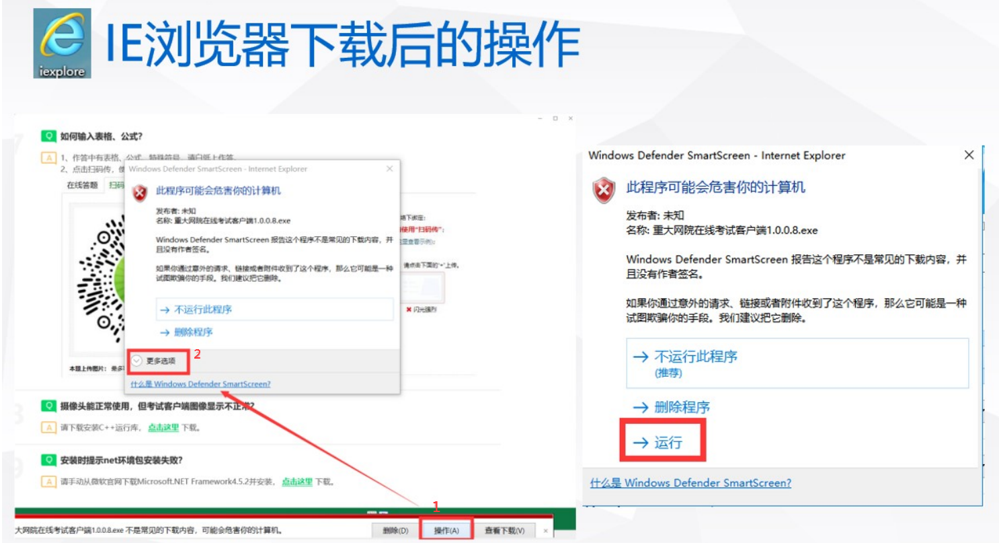 iexplore
IE浏览器下载后的操作
如何输入表格、公式?
A 1、作答中有表格、公式、特殊符号，请白纸上作答。
2、点击扫码传，使
在线答题 扫码
本题上传图片：
Windows Defender SmartScreen - Internet Explorer
此程序可能会危害你的计算机
发布者: 未知
名称: 重大网院在线考试客户端1.0.0.8.exe
Windows Defender SmartScreen 报告这个程序不是常见的下载内容，并
且没有作者签名。
如果你通过意外的请求、链接或者附件收到了这个程序，那么它可能是一种
试图欺骗你的手段。我们建议把它删除。
→ 不运行此程序
→ 删除程序
更多选项
2
什么是 Windows Defender SmartScreen?
使用"扫码传":
请点击下面的"+"上传。
闪光强烈
Q 摄像头能正常使用，但考试客户端图像显示不正常?
A 请下载安装C++运行库， 点击这里 下载。
Q 安装时提示net环境包安装失败?
A 请手动从微软官网下载Microsoft.NET Framework4.5.2并安装， 点击这里 下载。
1
大网院在线考试客户端1.0.0.8.exe 不是常见的下载内容，可能会危害你的计算机。
删除(D) 操作(A) 查看下载(V) ×
Windows Defender SmartScreen - Internet Explorer
此程序可能会危害你的计算机
发布者: 未知
名称: 重大网院在线考试客户端1.0.0.8.exe
Windows Defender SmartScreen 报告这个程序不是常见的下载内容，并
且没有作者签名。
如果你通过意外的请求、链接或者附件收到了这个程序，那么它可能是一种
试图欺骗你的手段。我们建议把它删除。
→ 不运行此程序
(推荐)
→ 删除程序
→ 运行
什么是 Windows Defender SmartScreen?